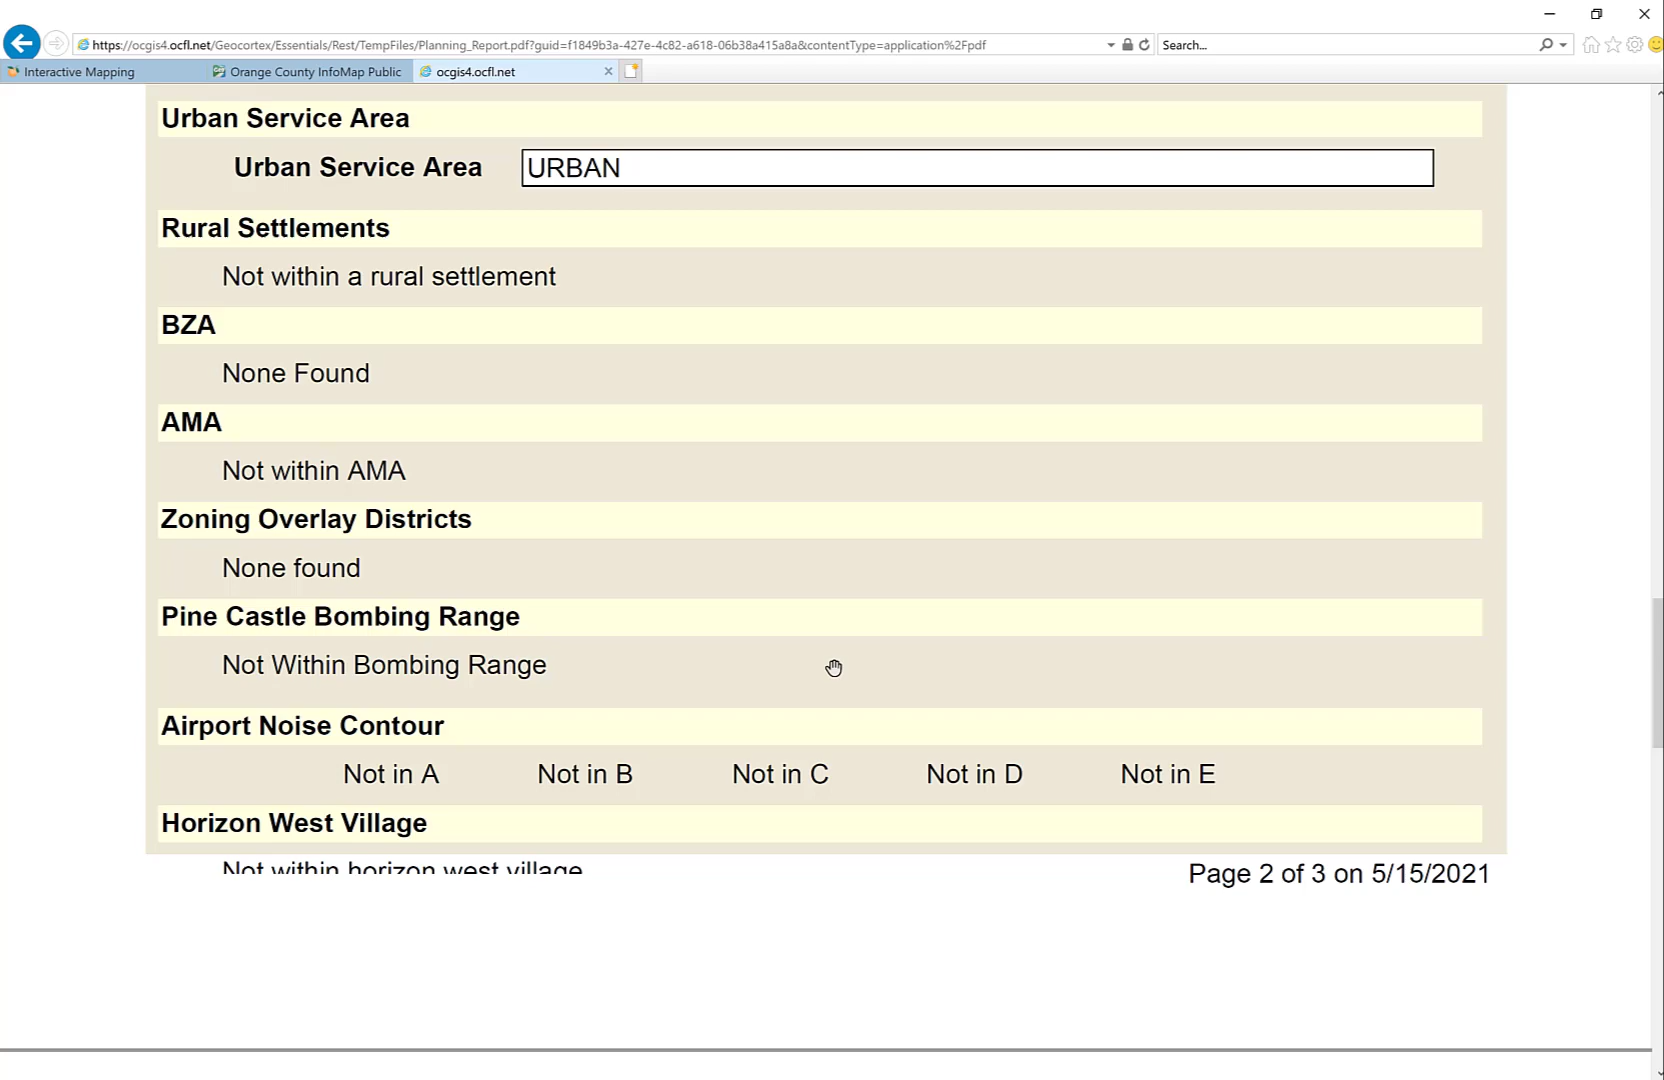 https://ocgis4.ocfl.net/Geocortex/Essentials/Rest/TempFiles/Planning_Report.pdf?guid=f1849b3a-427e-4c82-a618-06b38a415a8a&contentType=application%2Fpdf
Search...
Interactive Mapping
Orange County InfoMap Public
ocgis4.ocfl.net
Urban Service Area
Urban Service Area URBAN
Rural Settlements
Not within a rural settlement
BZA
None Found
AMA
Not within AMA
Zoning Overlay Districts
None found
Pine Castle Bombing Range
Not Within Bombing Range
Airport Noise Contour
Not in A Not in B Not in C Not in D Not in E
Horizon West Village
Not within horizon west village
Page 2 of 3 on 5/15/2021